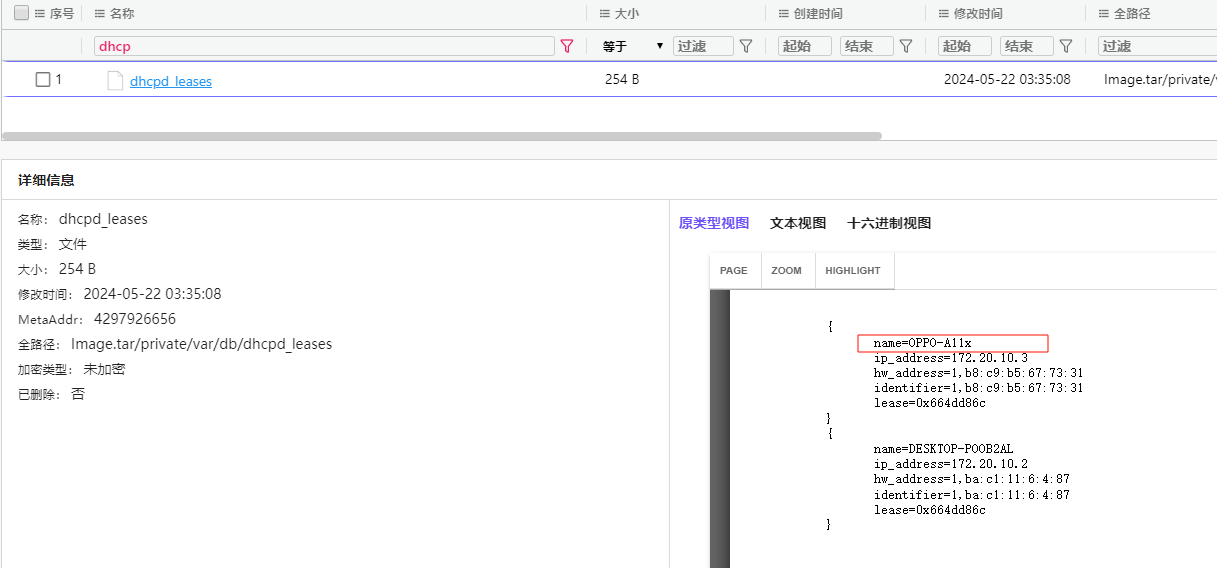 序号 名称 大小 创建时间 修改时间 全路径
dhcp 等于 ▼ 过滤 起始 结束 起始 结束 过滤
1 dhcpd_leases 254 B 2024-05-22 03:35:08 Image.tar/private/v
详细信息
名称： dhcpd_leases
类型： 文件
大小： 254 B
修改时间： 2024-05-22 03:35:08
MetaAddr： 4297926656
全路径： Image.tar/private/var/db/dhcpd_leases
加密类型： 未加密
已删除： 否
原类型视图 文本视图 十六进制视图
PAGE ZOOM HIGHLIGHT
{
name=OPPO-A11x
ip_address=172.20.10.3
hw_address=1,b8:c9:b5:67:73:31
identifier=1,b8:c9:b5:67:73:31
lease=0x664dd86c
}
{
name=DESKTOP-POOB2AL
ip_address=172.20.10.2
hw_address=1,ba:c1:11:6:4:87
identifier=1,ba:c1:11:6:4:87
lease=0x664dd86c
}